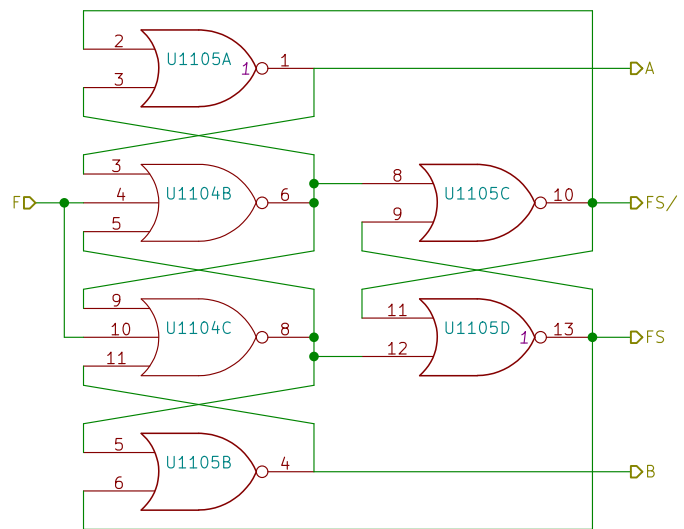 2 U1105A 1 1 A
3
3 U1104B 8 U1105C 10
F 4 6 FS/
5 9
9 U1104C 11 U1105D
10 8 1 13 FS
11 12
5 U1105B
6 4 B